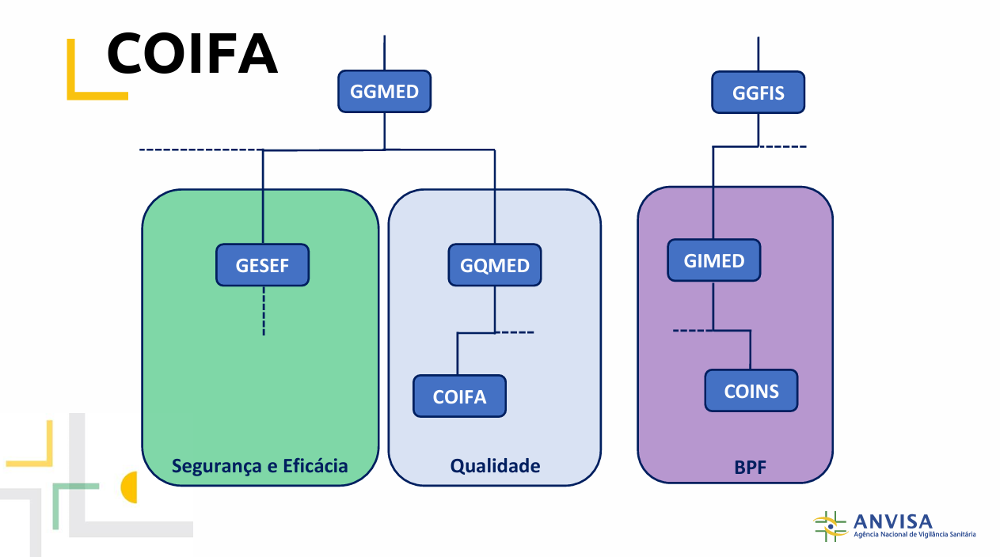 COIFA
GGMED
GGFIS
GESEF
GQMED
GIMED
COIFA
COINS
Segurança e Eficácia
Qualidade
BPF
ANVISA
Agência Nacional de Vigilância Sanitária